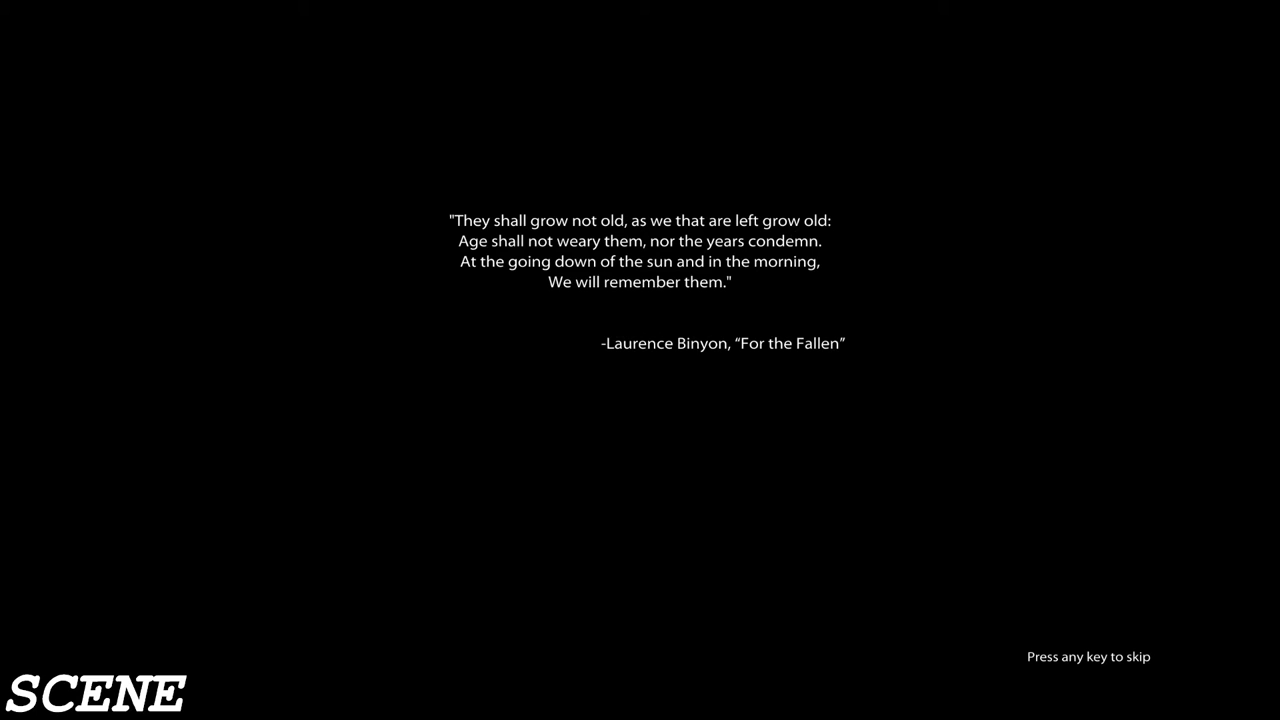 "They shall grow not old, as we that are left grow old:
Age shall not weary them, nor the years condemn.
At the going down of the sun and in the morning,
We will remember them."
-Laurence Binyon, “For the Fallen”
Press any key to skip
SCENE